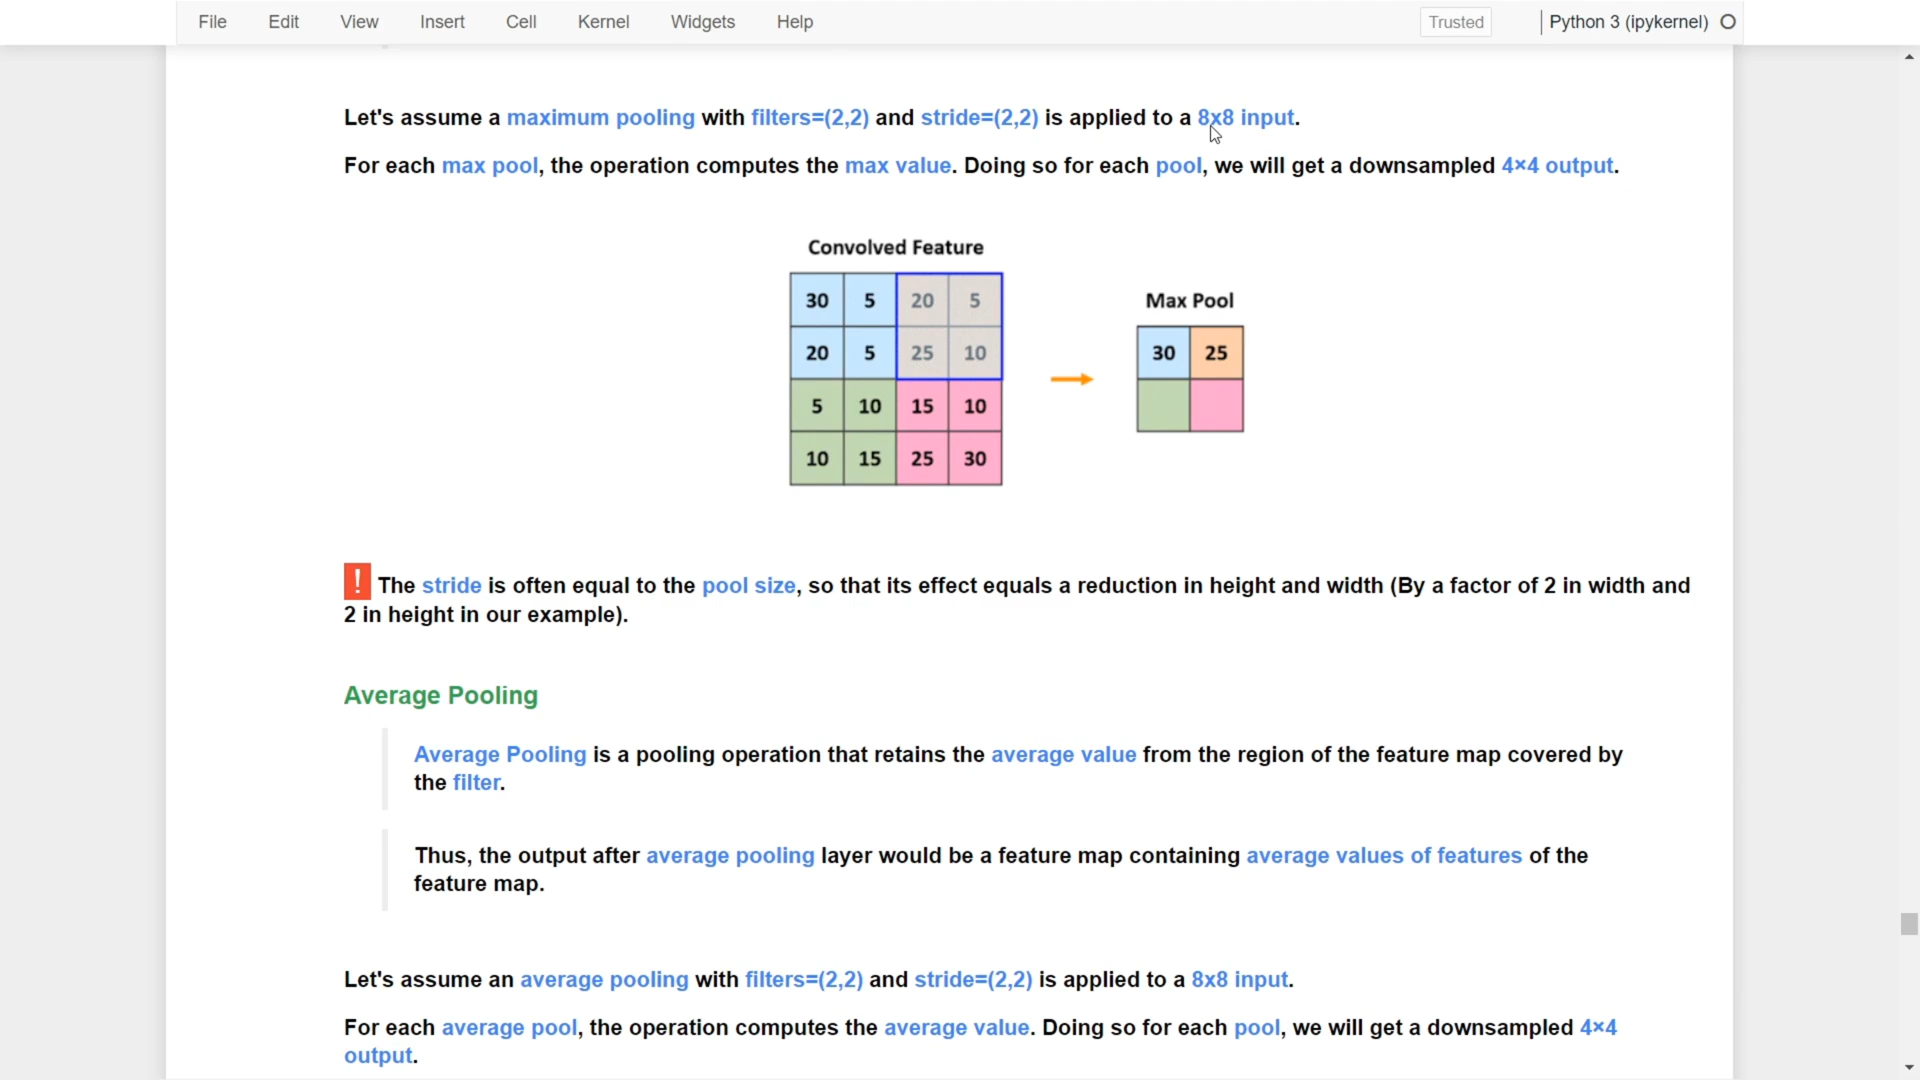 File Edit View Insert Cell Kernel Widgets Help Trusted Python 3 (ipykernel)
Let's assume a maximum pooling with filters=(2,2) and stride=(2,2) is applied to a 8x8 input.
For each max pool, the operation computes the max value. Doing so for each pool, we will get a downsampled 4×4 output.
Convolved Feature
30 5 20 5
20 5 25 10
5 10 15 10
10 15 25 30
Max Pool
30 25
❗ The stride is often equal to the pool size, so that its effect equals a reduction in height and width (By a factor of 2 in width and
2 in height in our example).
Average Pooling
Average Pooling is a pooling operation that retains the average value from the region of the feature map covered by
the filter.
Thus, the output after average pooling layer would be a feature map containing average values of features of the
feature map.
Let's assume an average pooling with filters=(2,2) and stride=(2,2) is applied to a 8x8 input.
For each average pool, the operation computes the average value. Doing so for each pool, we will get a downsampled 4×4
output.